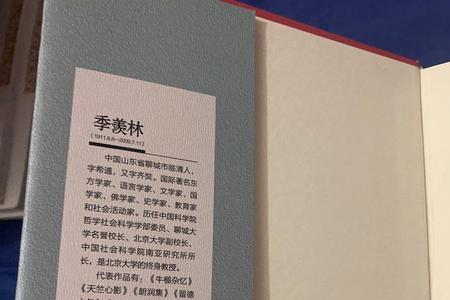 季羡林
（1911.8.6—2009.7.11）
中国山东省聊城市临清人，
字希逋，又字齐奘。国际著名东
方学家、语言学家、文学家、国
学家、佛学家、史学家、教育家
和社会活动家。历任中国科学院
哲学社会科学学部委员、聊城大
学名誉校长、北京大学副校长、
中国社会科学院南亚研究所所
长，是北京大学的终身教授。
代表作品有：《牛棚杂忆》
《天竺心影》《朗润集》《留德